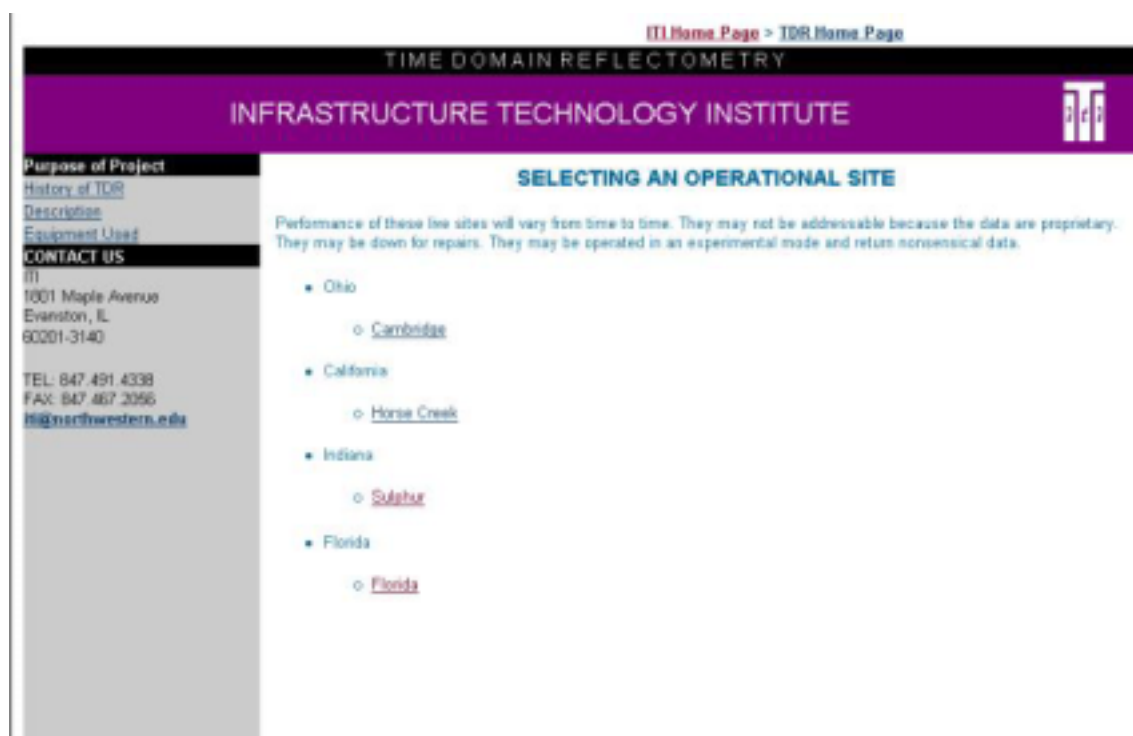 ITI Home Page > TDR Home Page
TIME DOMAIN REFLECTOMETRY
INFRASTRUCTURE TECHNOLOGY INSTITUTE
iti
Purpose of Project
History of TDR
Description
Equipment Used
CONTACT US
ITI
1801 Maple Avenue
Evanston, IL
60201-3140
TEL: 847.491.4338
FAX: 847.467.2056
iti@northwestern.edu
SELECTING AN OPERATIONAL SITE
Performance of these live sites will vary from time to time. They may not be addressable because the data are proprietary.
They may be down for repairs. They may be operated in an experimental mode and return nonsensical data.
Ohio
Cambridge
California
Horse Creek
Indiana
Sulphur
Florida
Florida